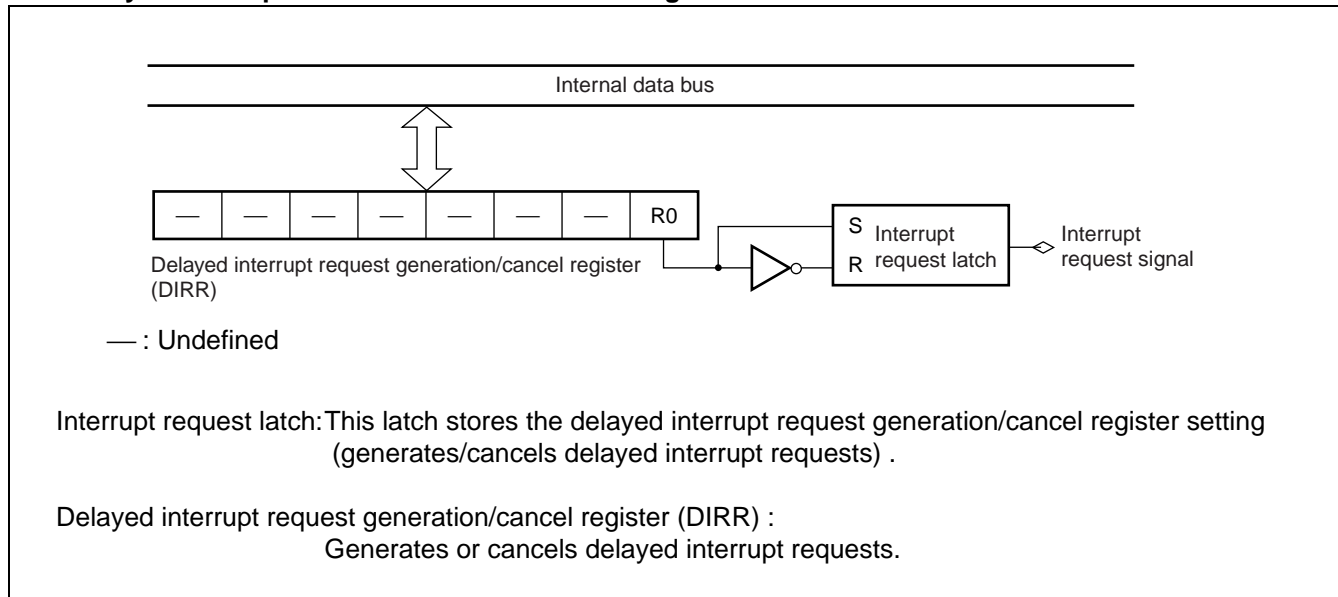 Internal data bus
— — — — — — — R0
Delayed interrupt request generation/cancel register
(DIRR)
S
R
Interrupt
request latch
Interrupt
request signal
— : Undefined
Interrupt request latch:This latch stores the delayed interrupt request generation/cancel register setting
(generates/cancels delayed interrupt requests) .
Delayed interrupt request generation/cancel register (DIRR) :
Generates or cancels delayed interrupt requests.